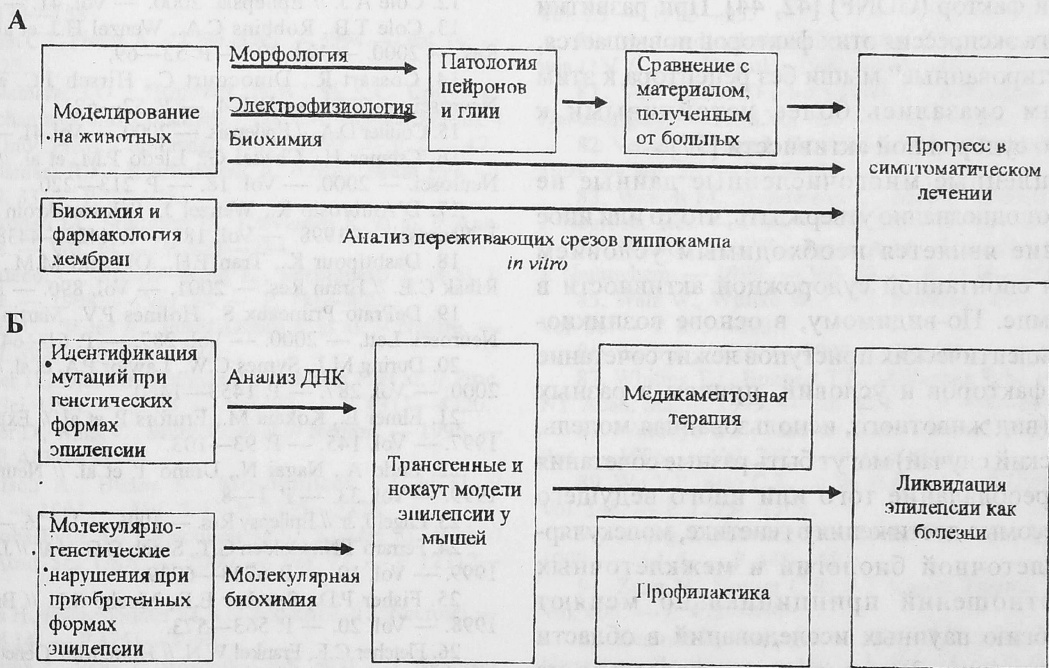 А
Моделирование
на животных
Морфология
Электрофизиология
Биохимия
Патология
нейронов
и глии
Сравнение с
материалом,
полученным
от больных
Прогресс в
симптоматическом
лечении
Биохимия и
фармакология
мембран
Анализ переживающих срезов гиппокампа
in vitro
Б
Идентификация
мутаций при
генетических
формах
эпилепсии
Анализ ДНК
Молекулярно-
генетические
нарушения при
приобретенных
формах
эпилепсии
Молекулярная
биохимия
Трансгенные и
нокаут модели
эпилепсии у
мышей
Медикаментозная
терапия
Профилактика
Ликвидация
эпилепсии как
болезни